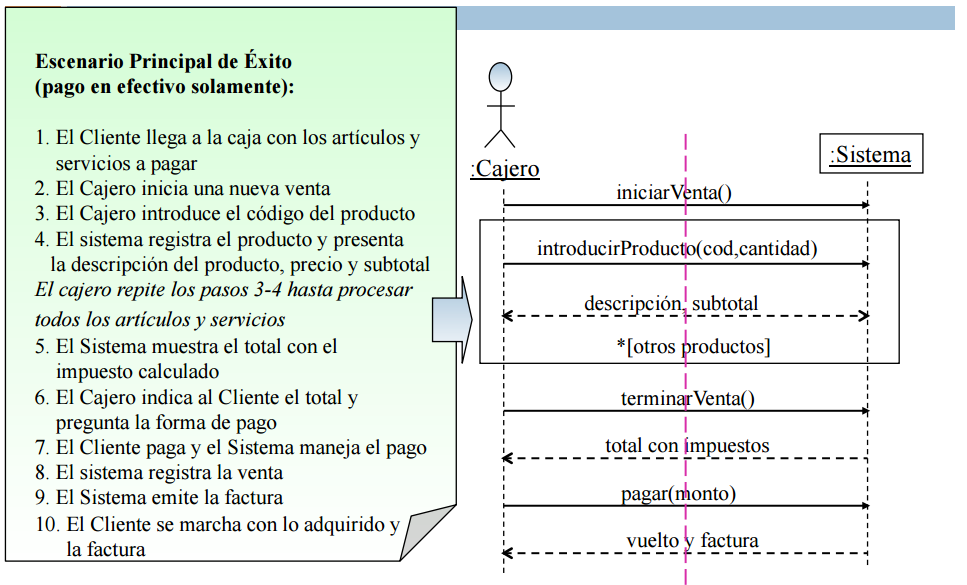 Escenario Principal de Éxito
(pago en efectivo solamente):
1. El Cliente llega a la caja con los artículos y
servicios a pagar
2. El Cajero inicia una nueva venta
3. El Cajero introduce el código del producto
4. El sistema registra el producto y presenta
la descripción del producto, precio y subtotal
El cajero repite los pasos 3-4 hasta procesar
todos los artículos y servicios
5. El Sistema muestra el total con el
impuesto calculado
6. El Cajero indica al Cliente el total y
pregunta la forma de pago
7. El Cliente paga y el Sistema maneja el pago
8. El sistema registra la venta
9. El Sistema emite la factura
10. El Cliente se marcha con lo adquirido y
la factura
:Cajero
:Sistema
iniciarVenta()
introducirProducto(cod,cantidad)
descripción, subtotal
*[otros productos]
terminarVenta()
total con impuestos
pagar(monto)
vuelto y factura